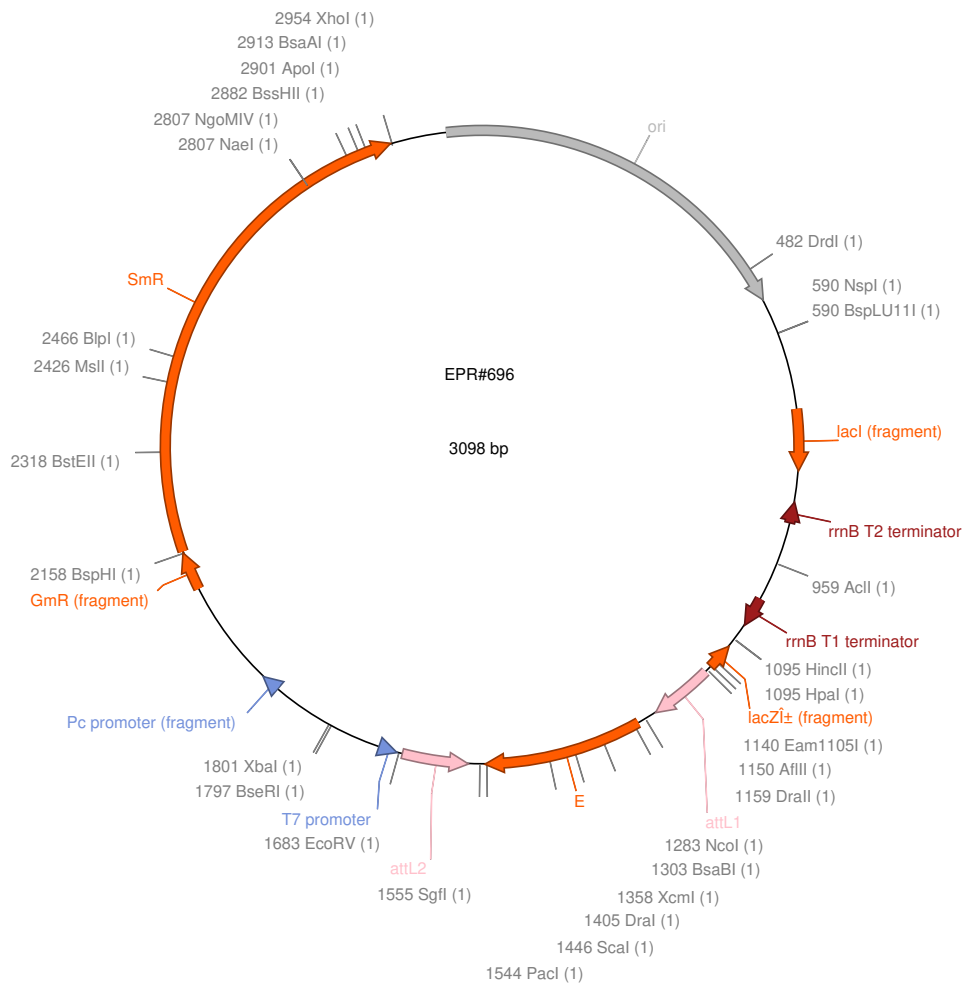 2954 XhoI (1)
2913 BsaAI (1)
2901 ApoI (1)
2882 BssHII (1)
2807 NgoMIV (1)
2807 NaeI (1)
ori
482 DrdI (1)
590 NspI (1)
590 BspLU11I (1)
SmR
2466 BlpI (1)
2426 MslI (1)
EPR#696
lacI (fragment)
3098 bp
2318 BstEII (1)
rrnB T2 terminator
2158 BspHI (1)
959 AclI (1)
GmR (fragment)
rrnB T1 terminator
1095 HincII (1)
1095 HpaI (1)
lacZÎ± (fragment)
Pc promoter (fragment)
1140 Eam1105I (1)
1801 XbaI (1)
1150 AflII (1)
1797 BseRI (1)
1159 DraII (1)
E
T7 promoter
attL1
1683 EcoRV (1)
1283 NcoI (1)
attL2
1303 BsaBI (1)
1555 SgfI (1)
1358 XcmI (1)
1405 DraI (1)
1446 ScaI (1)
1544 PacI (1)